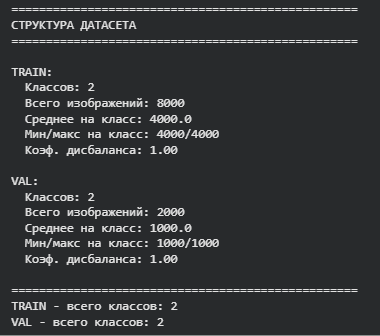 ==================================================
СТРУКТУРА ДАТАСЕТА
==================================================
TRAIN:
Классов: 2
Всего изображений: 8000
Среднее на класс: 4000.0
Мин/макс на класс: 4000/4000
Коэф. дисбаланса: 1.00
VAL:
Классов: 2
Всего изображений: 2000
Среднее на класс: 1000.0
Мин/макс на класс: 1000/1000
Коэф. дисбаланса: 1.00
==================================================
TRAIN - всего классов: 2
VAL - всего классов: 2